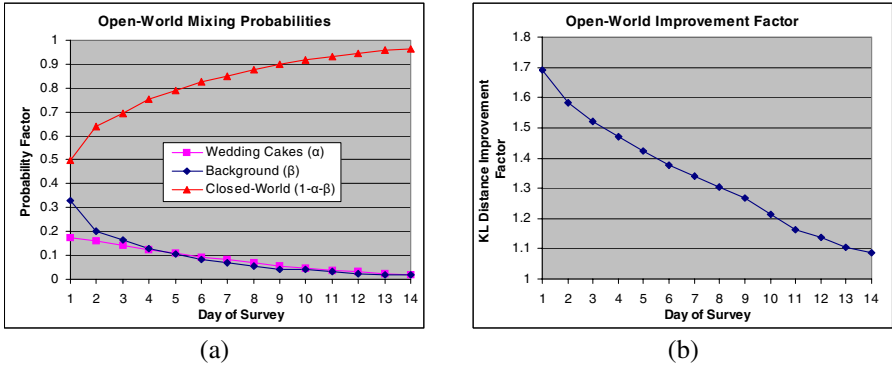 Open-World Mixing Probabilities
1
0.9
0.8
0.7
0.6
0.5
0.4
0.3
0.2
0.1
0
Probability Factor
Wedding Cakes (α)
Background (β)
Closed-World (1-α-β)
1 2 3 4 5 6 7 8 9 10 11 12 13 14
Day of Survey
(a)
Open-World Improvement Factor
1.8
1.7
1.6
1.5
1.4
1.3
1.2
1.1
1
KL Distance Improvement
Factor
1 2 3 4 5 6 7 8 9 10 11 12 13 14
Day of Survey
(b)